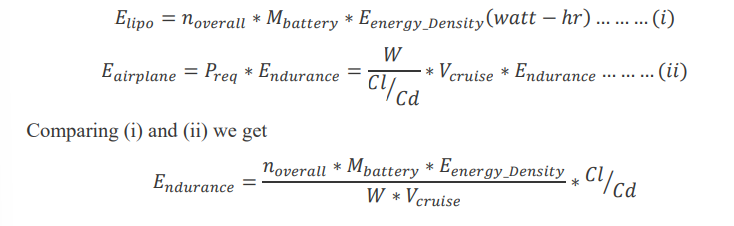 E_lipo = n_overall * M_battery * E_energy_Density(watt − hr) … … … (i)
E_airplane = P_req * E_ndurance = W / (Cl/Cd) * V_cruise * E_ndurance … … … (ii)
Comparing (i) and (ii) we get
E_ndurance = (n_overall * M_battery * E_energy_Density) / (W * V_cruise) * Cl/Cd